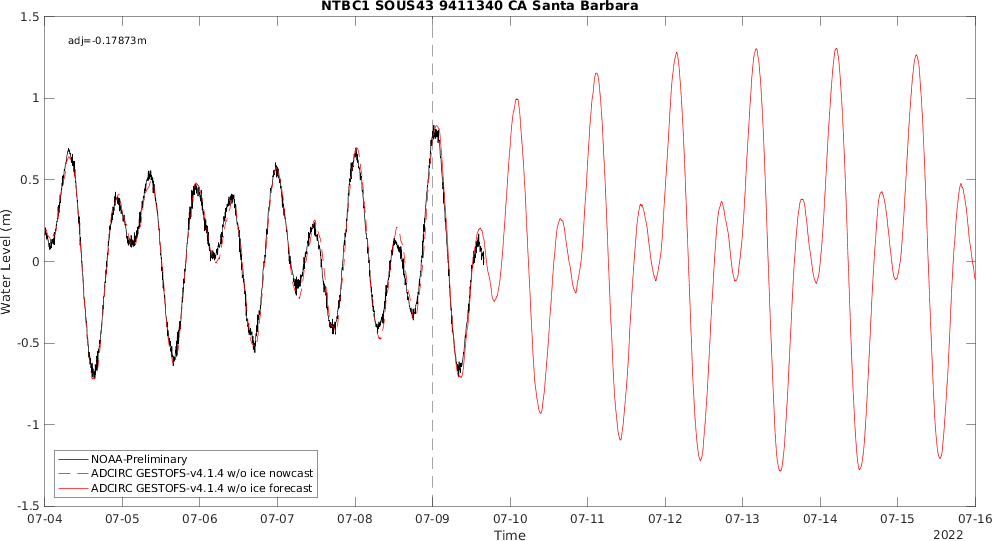 NTBC1 SOUS43 9411340 CA Santa Barbara
adj=-0.17873m
1.5
1
0.5
0
-0.5
-1
-1.5
Water Level (m)
NOAA-Preliminary
ADCIRC GESTOFS-v4.1.4 w/o ice nowcast
ADCIRC GESTOFS-v4.1.4 w/o ice forecast
07-04 07-05 07-06 07-07 07-08 07-09 07-10 07-11 07-12 07-13 07-14 07-15 07-16
Time
2022